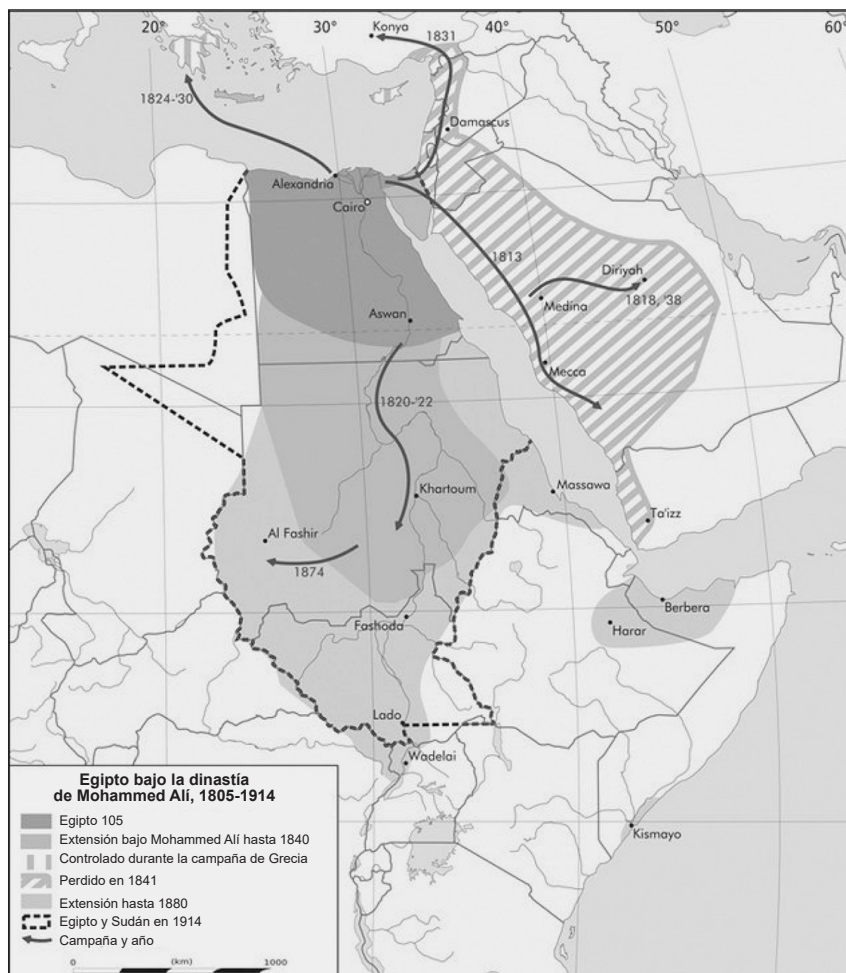 20° 30° 40° 50° 60°
Konya
1831
1824-'30
Damascus
Alexandria
Cairo
1813
Diriyah
1818, '38
Medina
Aswan
Mecca
1820-'22
Khartoum
Massawa
Al Fashir
Ta'izz
1874
Berbera
Fashoda
Harar
Lado
Wadelai
Kismayo
Egipto bajo la dinastía
de Mohammed Alí, 1805-1914
Egipto 105
Extensión bajo Mohammed Alí hasta 1840
Controlado durante la campaña de Grecia
Perdido en 1841
Extensión hasta 1880
Egipto y Sudán en 1914
Campaña y año
0 (km) 1000